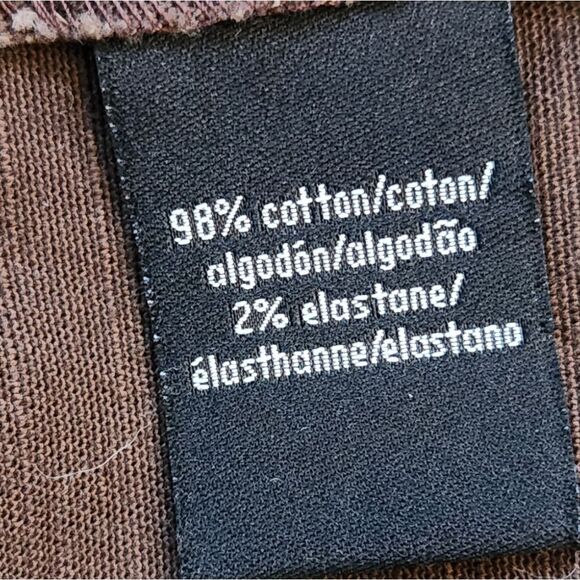 98% cotton/coton/
algodón/algodão
2% elastane/
élasthanne/elastano